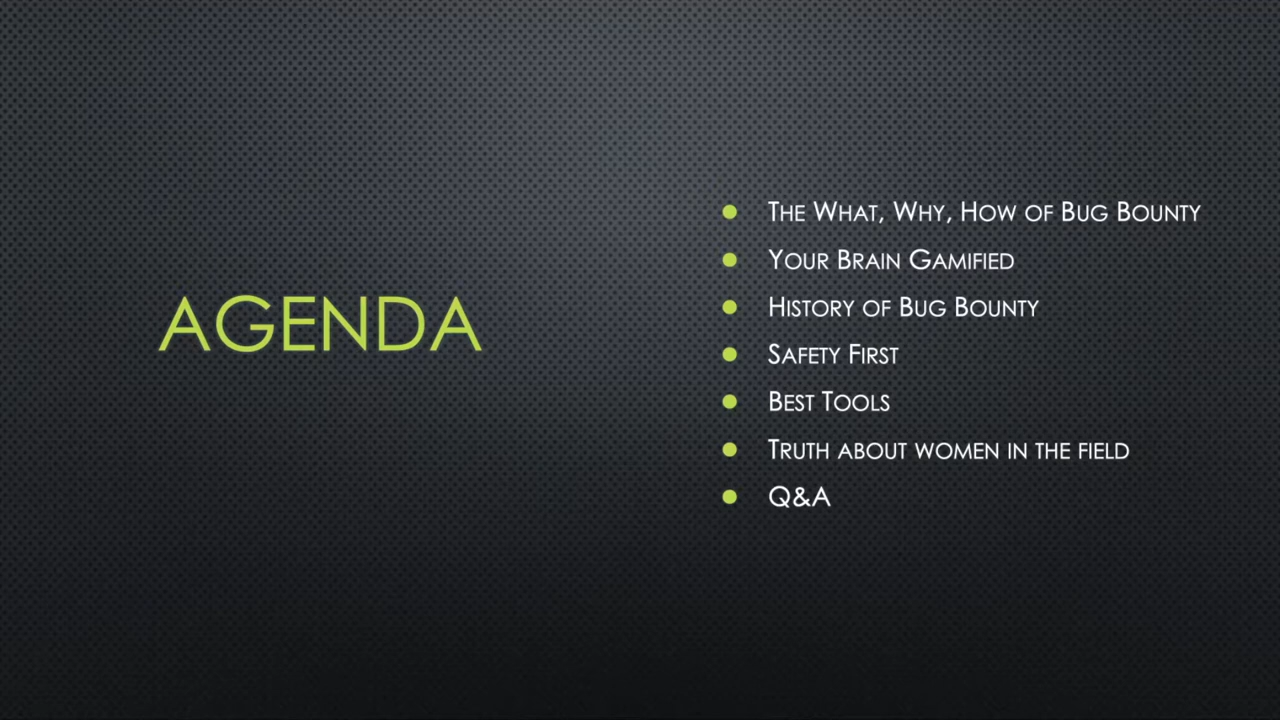 AGENDA
The What, Why, How of Bug Bounty
Your Brain Gamified
History of Bug Bounty
Safety First
Best Tools
Truth about women in the field
Q&A